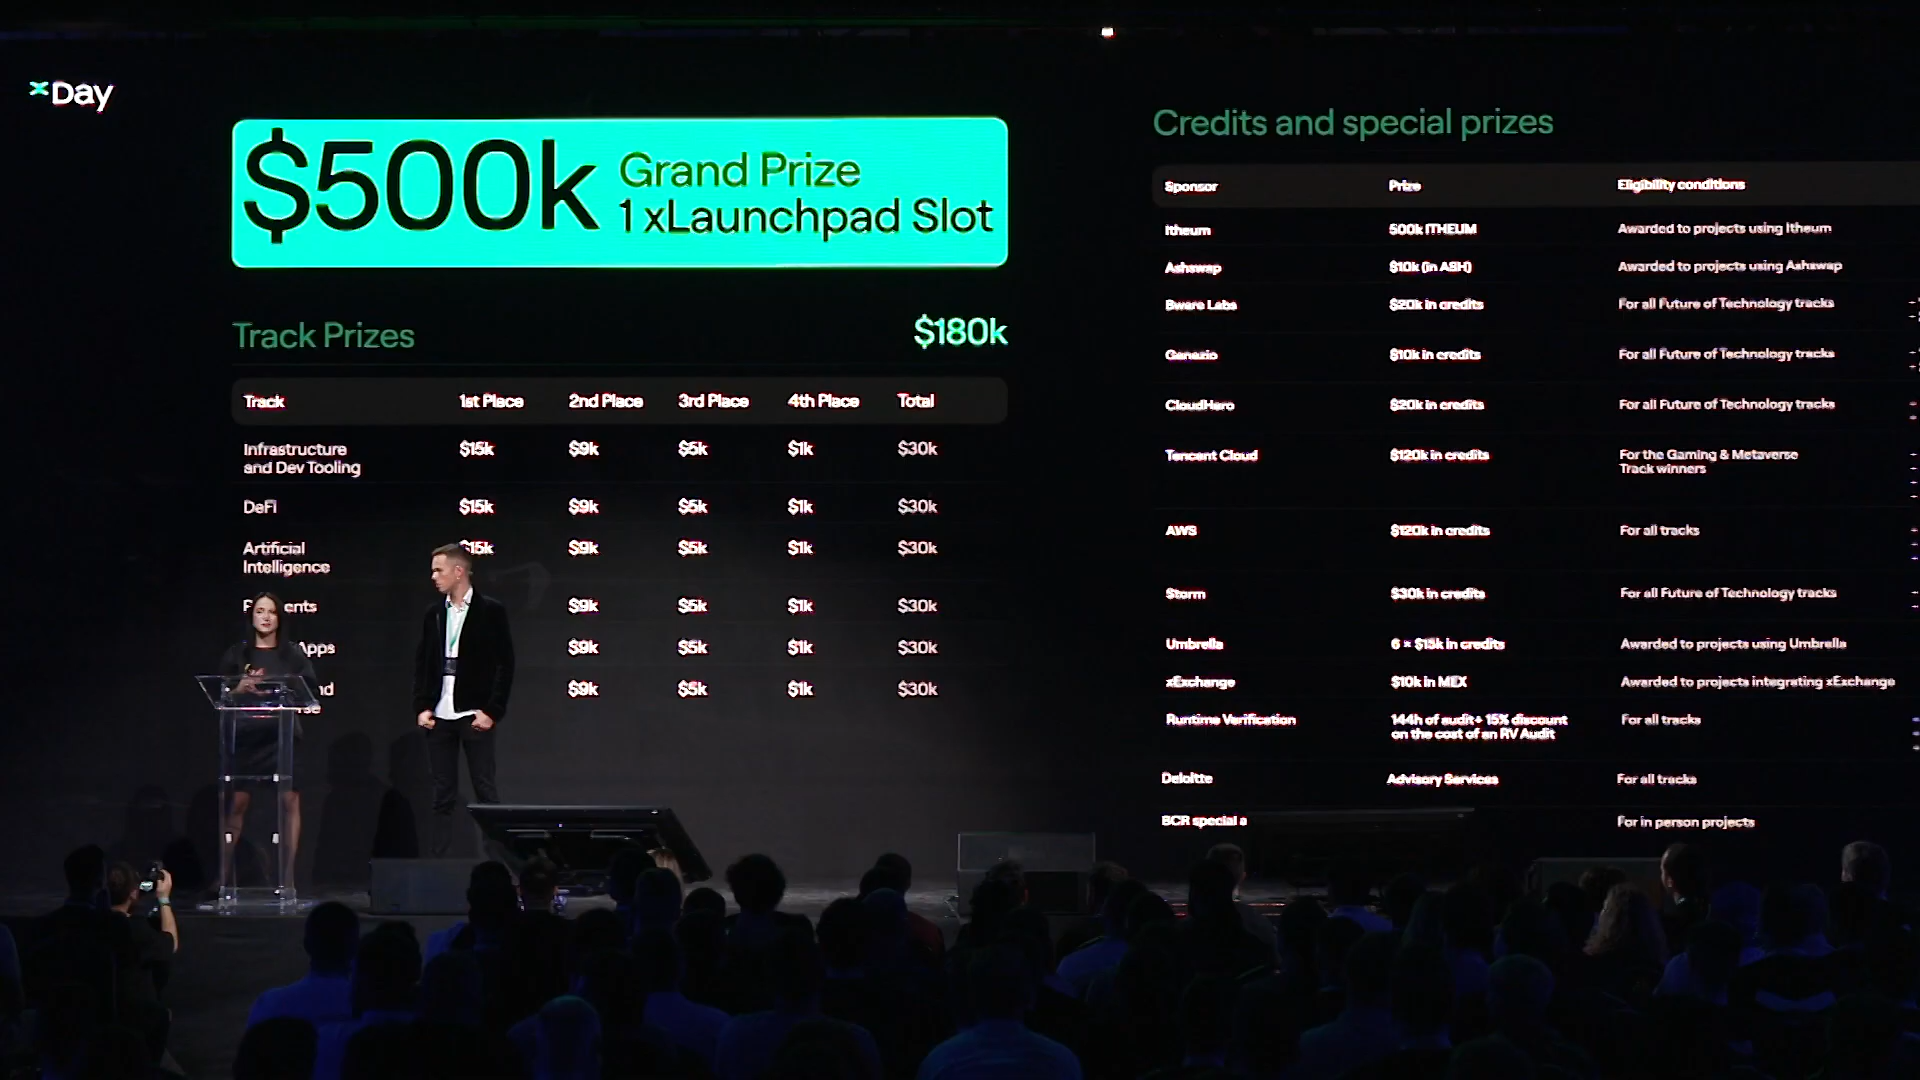 xDay
$500k
Grand Prize
1 xLaunchpad Slot
Track Prizes $180k
Track 1st Place 2nd Place 3rd Place 4th Place Total
Infrastructure
and Dev Tooling
$15k $9k $5k $1k $30k
DeFi $15k $9k $5k $1k $30k
Artificial
Intelligence
$15k $9k $5k $1k $30k
$9k $5k $1k $30k
Apps $9k $5k $1k $30k
$9k $5k $1k $30k
Credits and special prizes
Sponsor Prize Eligibility conditions
Itheum 500k ITHEUM Awarded to projects using Itheum
Ashswap $10k (in ASH) Awarded to projects using Ashswap
Bware Labs $20k in credits For all Future of Technology tracks
Ganazio $10k in credits For all Future of Technology tracks
CloudHero $20k in credits For all Future of Technology tracks
Tencent Cloud $120k in credits For the Gaming & Metaverse
Track winners
AWS $120k in credits For all tracks
Storm $30k in credits For all Future of Technology tracks
Umbrella 6 × $15k in credits Awarded to projects using Umbrella
xExchange $10k in MEX Awarded to projects integrating xExchange
Runtime Verification 144h of audit+ 15% discount For all tracks
on the cost of an RV Audit
Deloitte Advisory Services For all tracks
BCR special a For in person projects